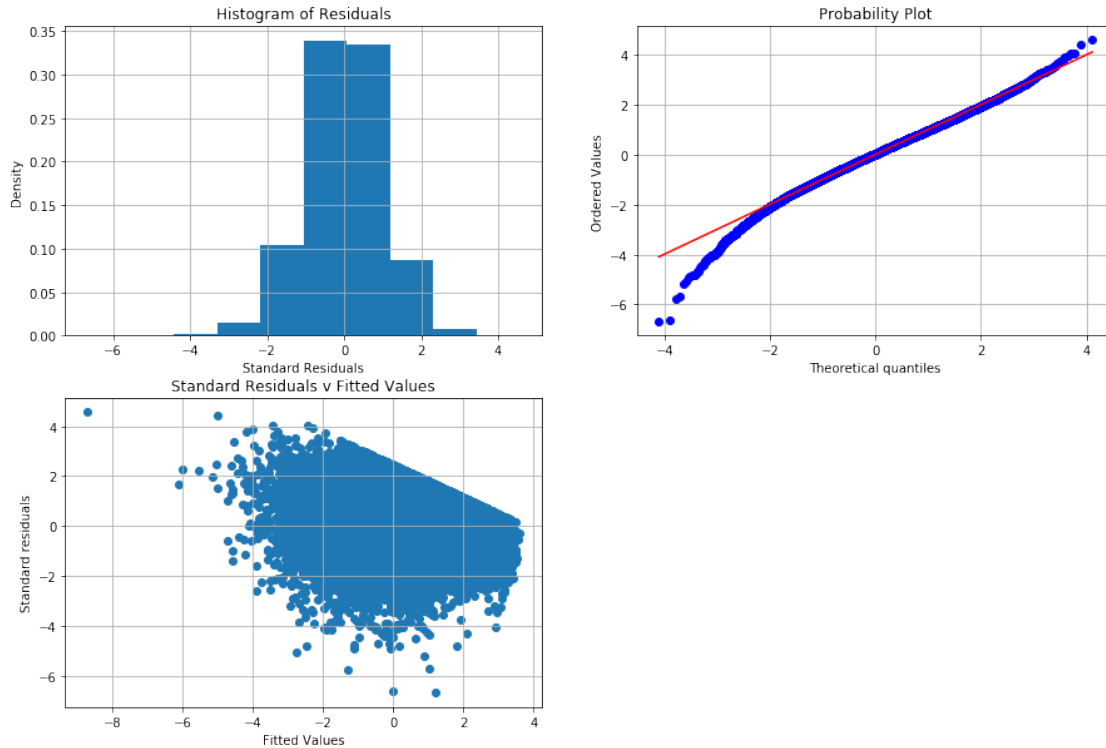 Histogram of Residuals
0.35
0.30
0.25
0.20
0.15
0.10
0.05
0.00
Density
−6 −4 −2 0 2 4
Standard Residuals
Probability Plot
4
2
0
−2
−4
−6
Ordered Values
−4 −2 0 2 4
Theoretical quantiles
Standard Residuals v Fitted Values
4
2
0
−2
−4
−6
Standard residuals
−8 −6 −4 −2 0 2 4
Fitted Values